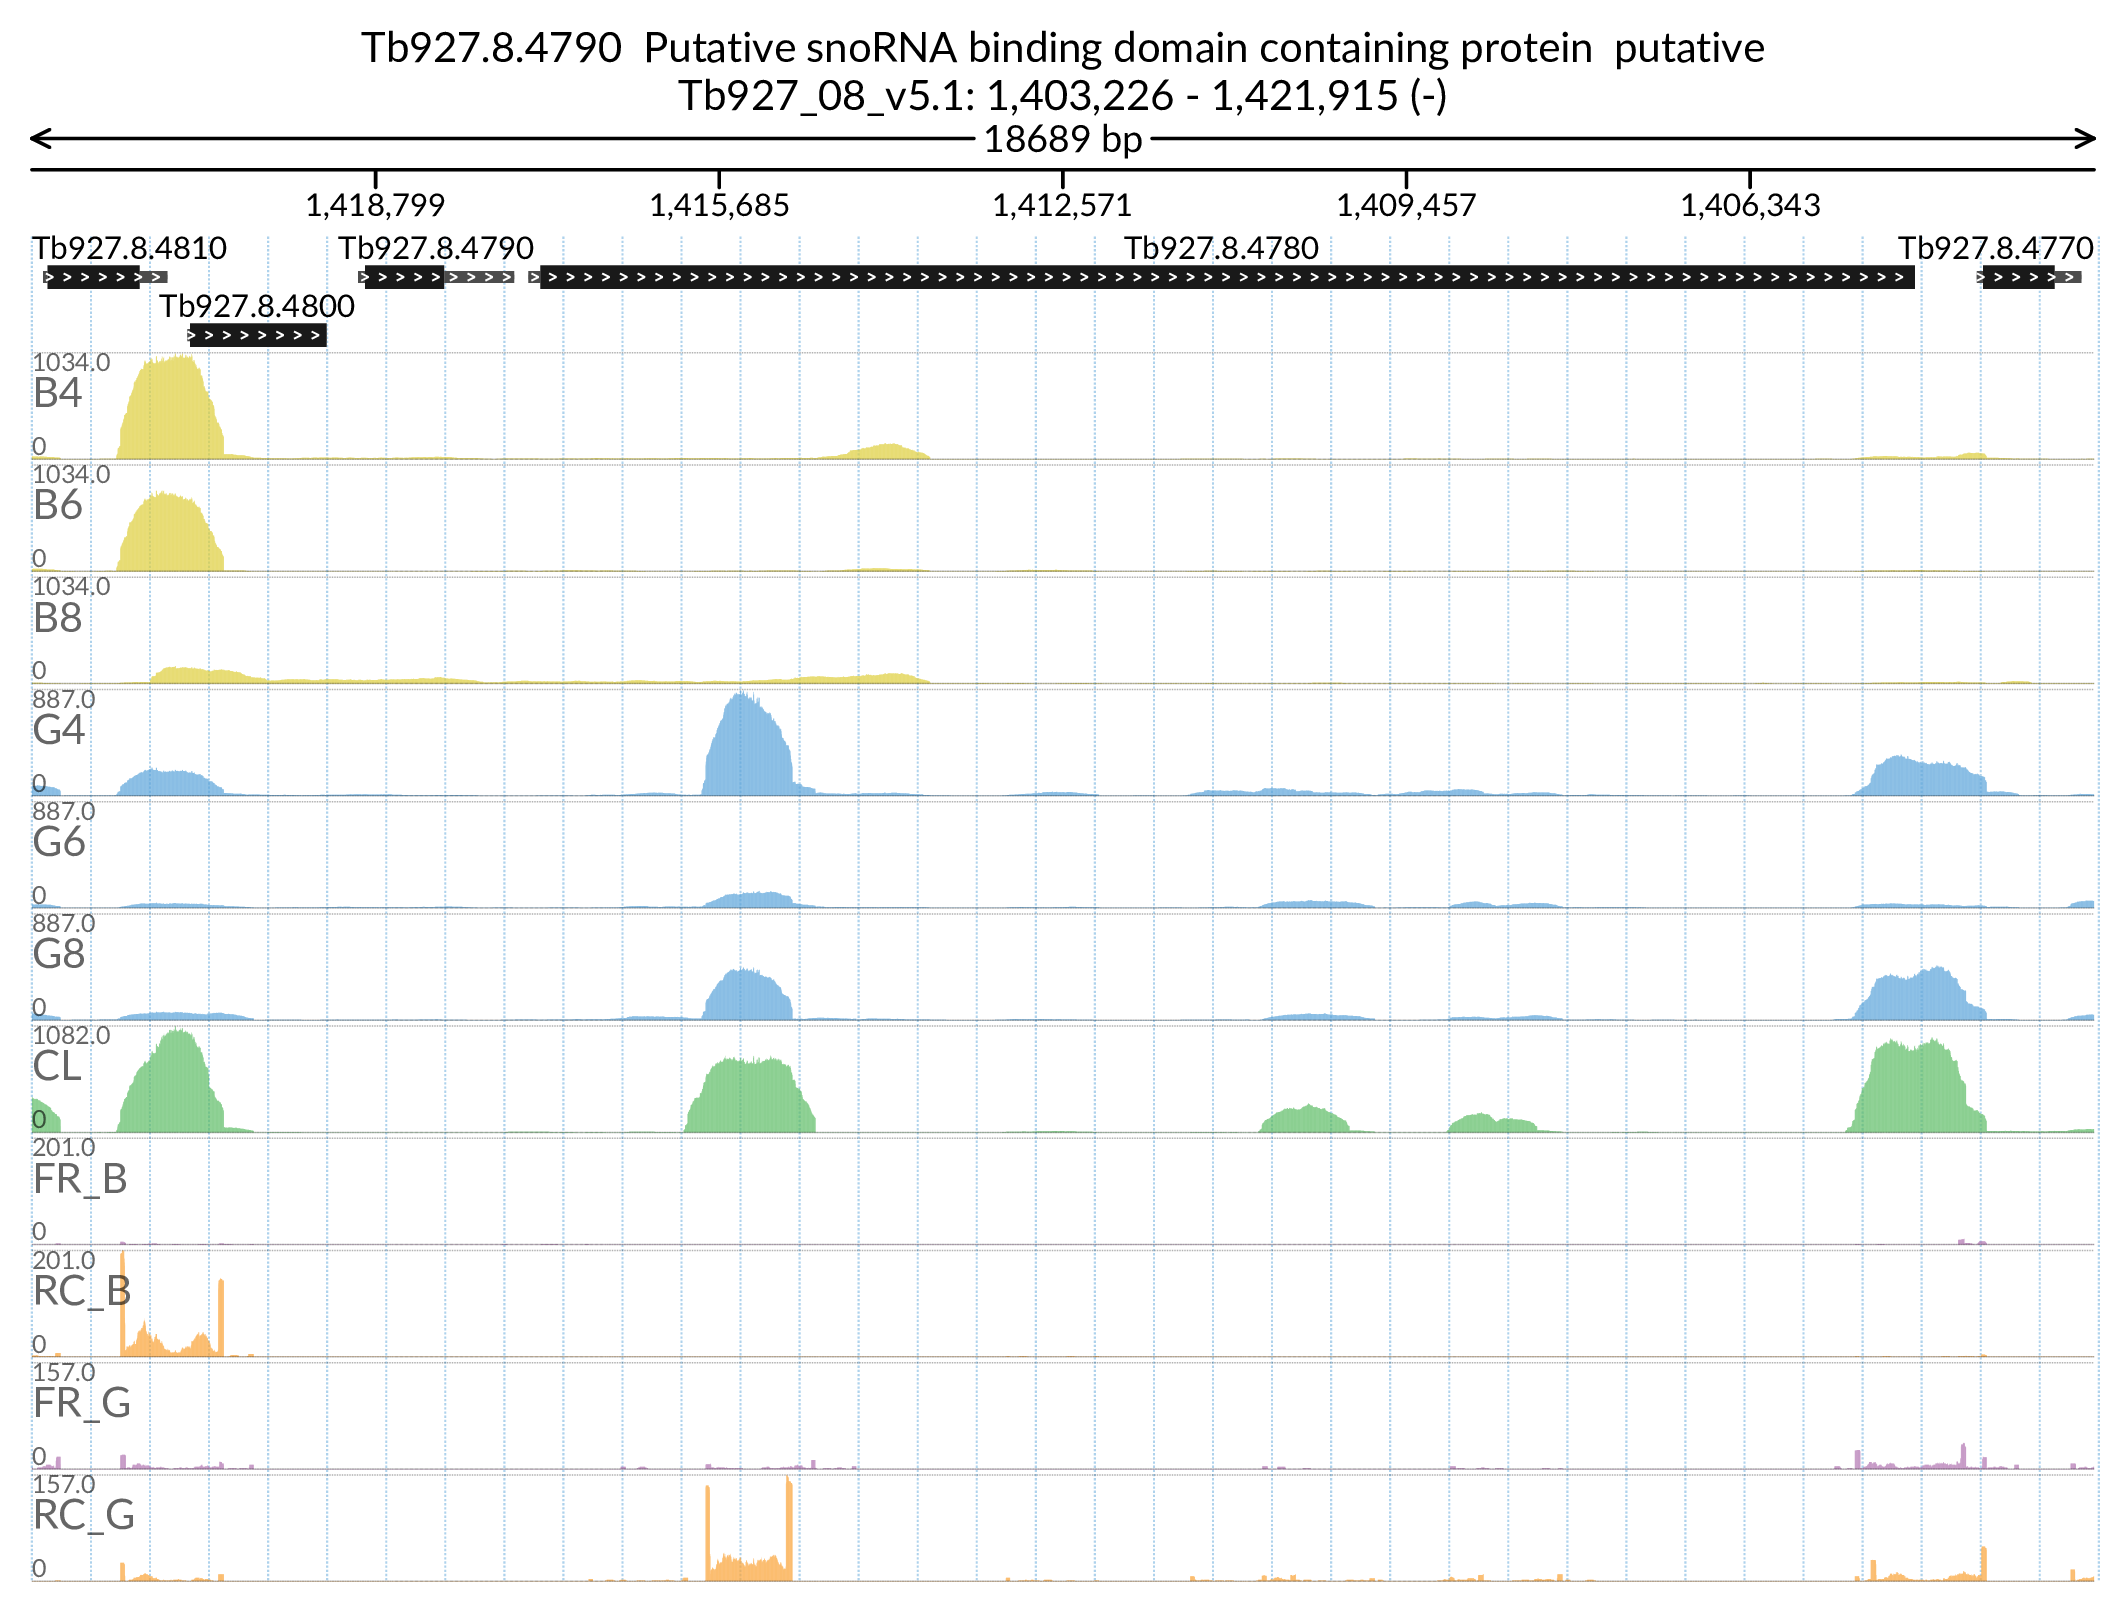 Tb927.8.4790  Putative snoRNA binding domain containing protein  putative
Tb927_08_v5.1: 1,403,226 - 1,421,915 (-)
18689 bp
1,418,799 1,415,685 1,412,571 1,409,457 1,406,343
Tb927.8.4810 Tb927.8.4790 Tb927.8.4780 Tb927.8.4770
Tb927.8.4800
1034.0
B4
0
1034.0
B6
0
1034.0
B8
0
887.0
G4
0
887.0
G6
0
887.0
G8
0
1082.0
CL
0
201.0
FR_B
0
201.0
RC_B
0
157.0
FR_G
0
157.0
RC_G
0